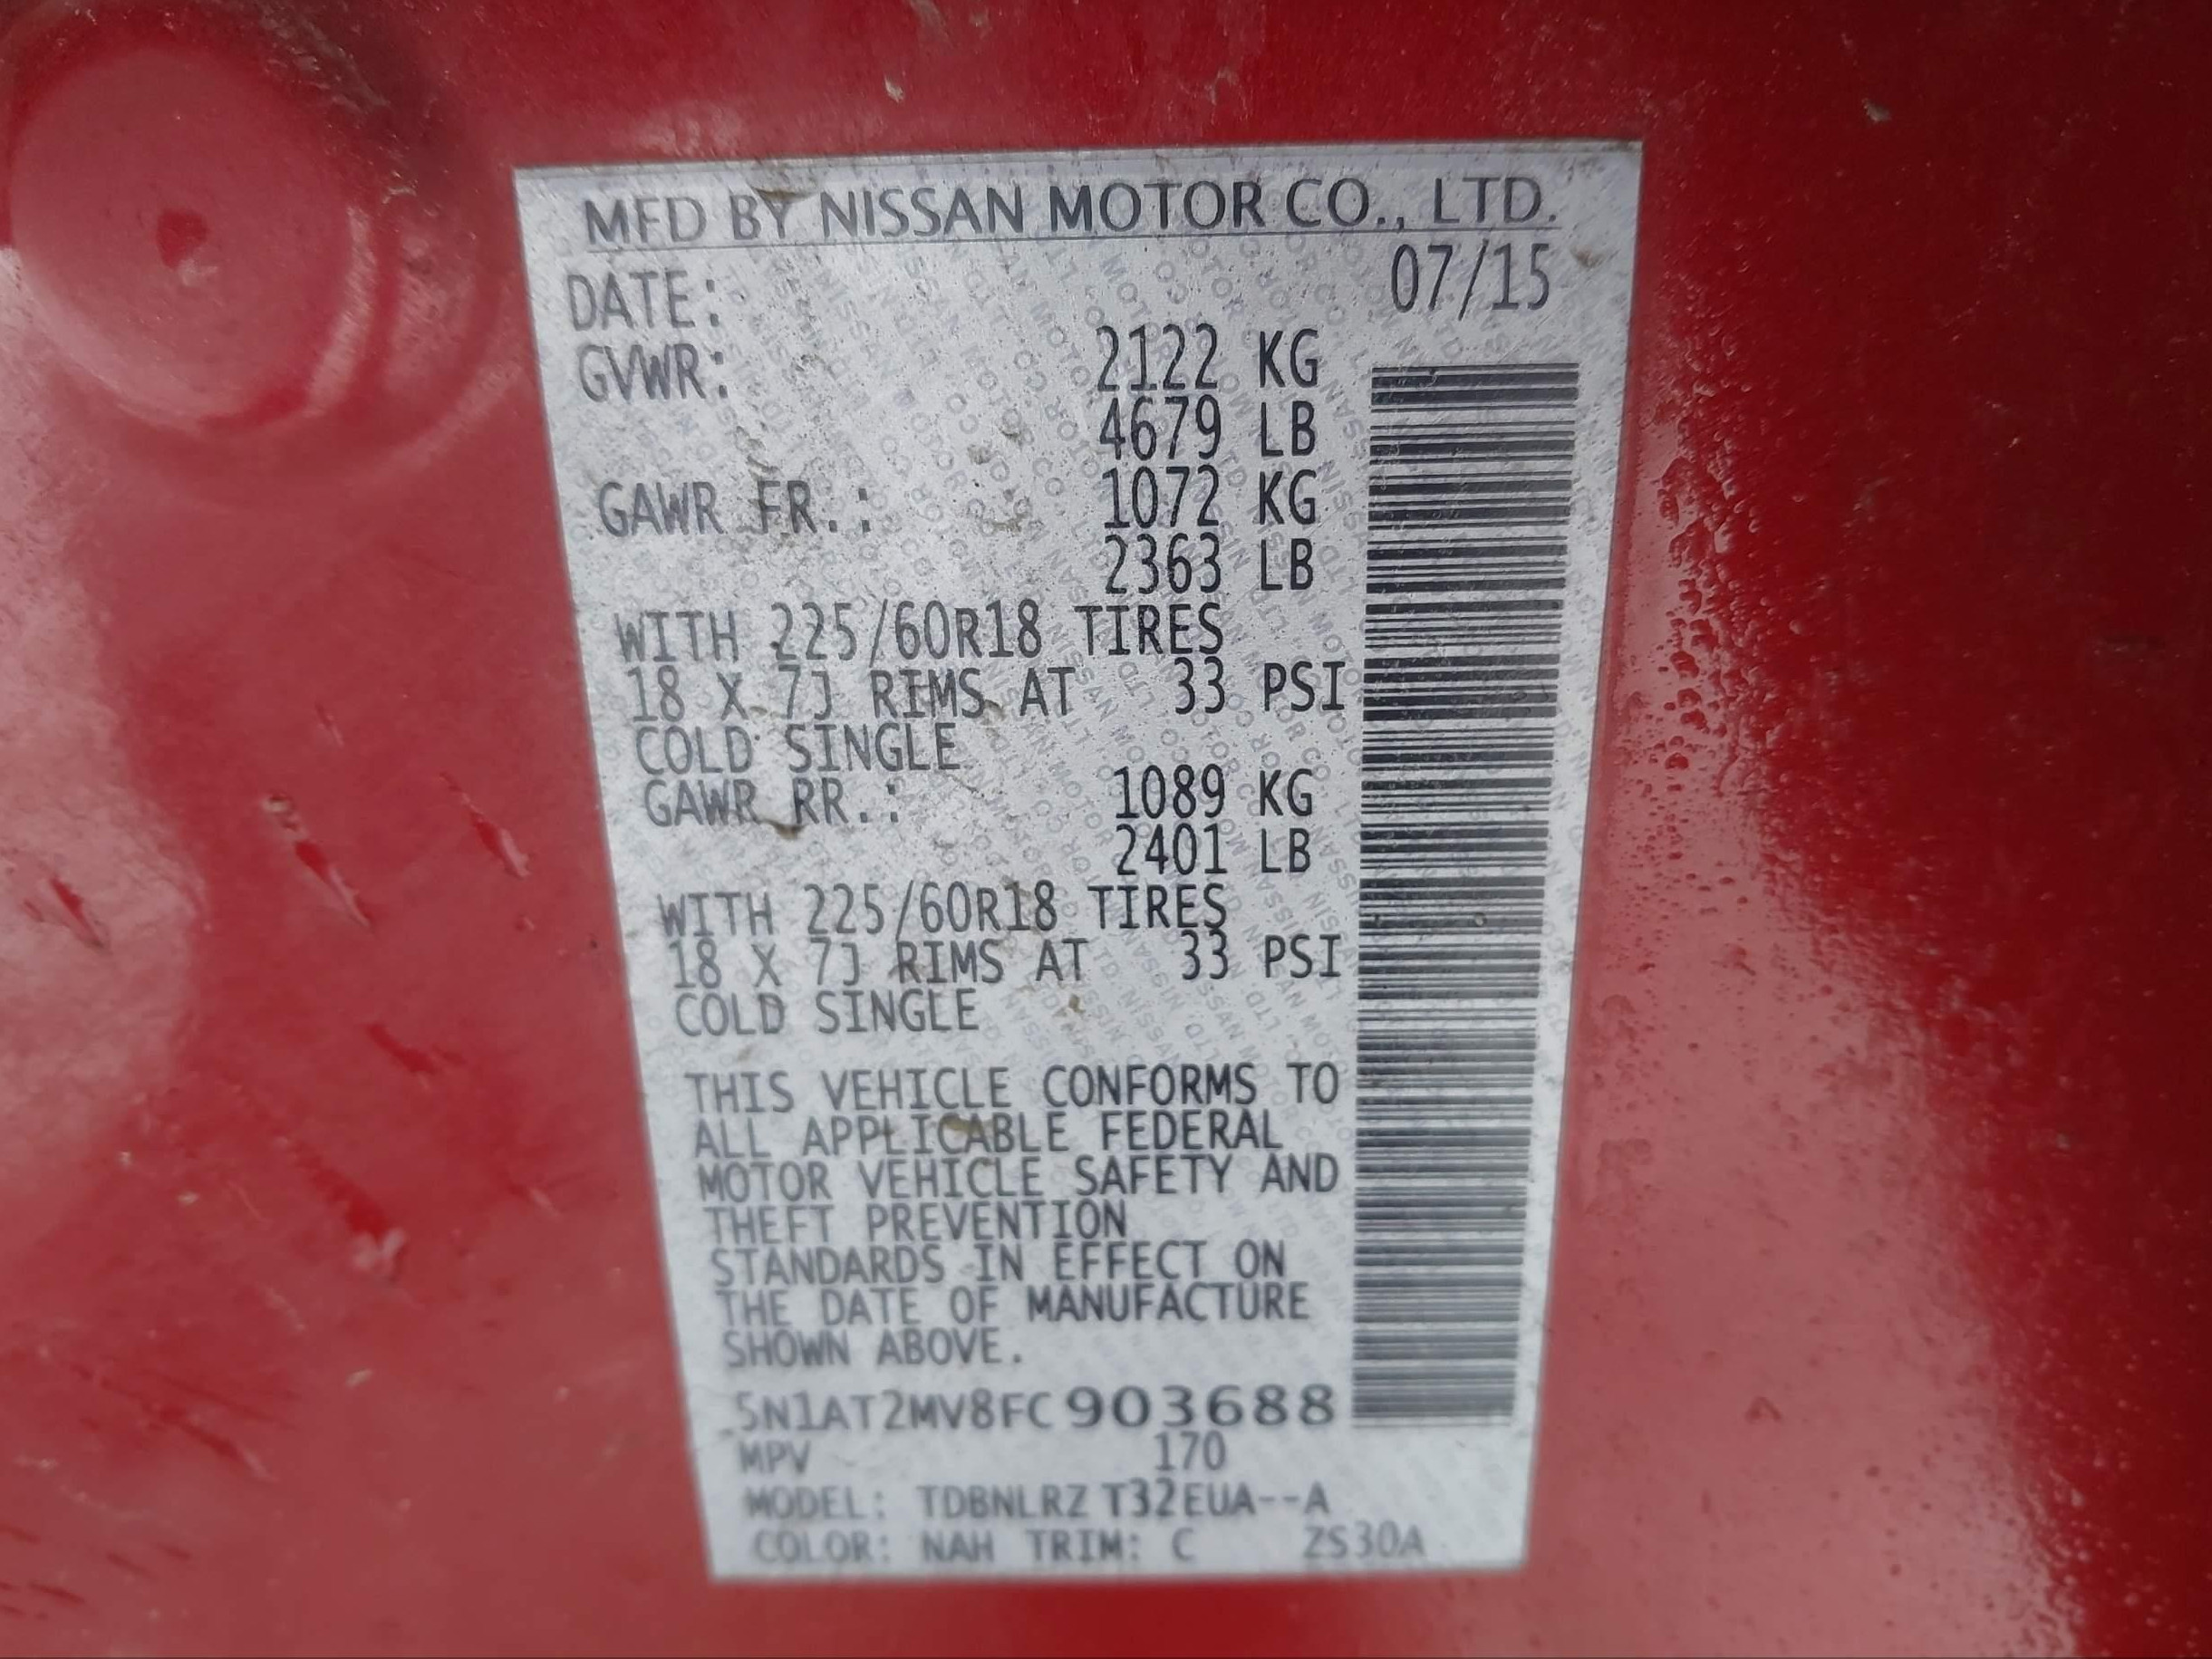 MFD BY NISSAN MOTOR CO., LTD.
DATE: 07/15
GVWR: 2122 KG
4679 LB
GAWR FR.: 1072 KG
2363 LB
WITH 225/60R18 TIRES
18 X 7J RIMS AT 33 PSI
COLD SINGLE
GAWR RR.: 1089 KG
2401 LB
WITH 225/60R18 TIRES
18 X 7J RIMS AT 33 PSI
COLD SINGLE
THIS VEHICLE CONFORMS TO
ALL APPLICABLE FEDERAL
MOTOR VEHICLE SAFETY AND
THEFT PREVENTION
STANDARDS IN EFFECT ON
THE DATE OF MANUFACTURE
SHOWN ABOVE.
5N1AT2MV8FC903688
MPV 170
MODEL: TDBNLRZ T32EUA--A
COLOR: NAH TRIM: C ZS30A